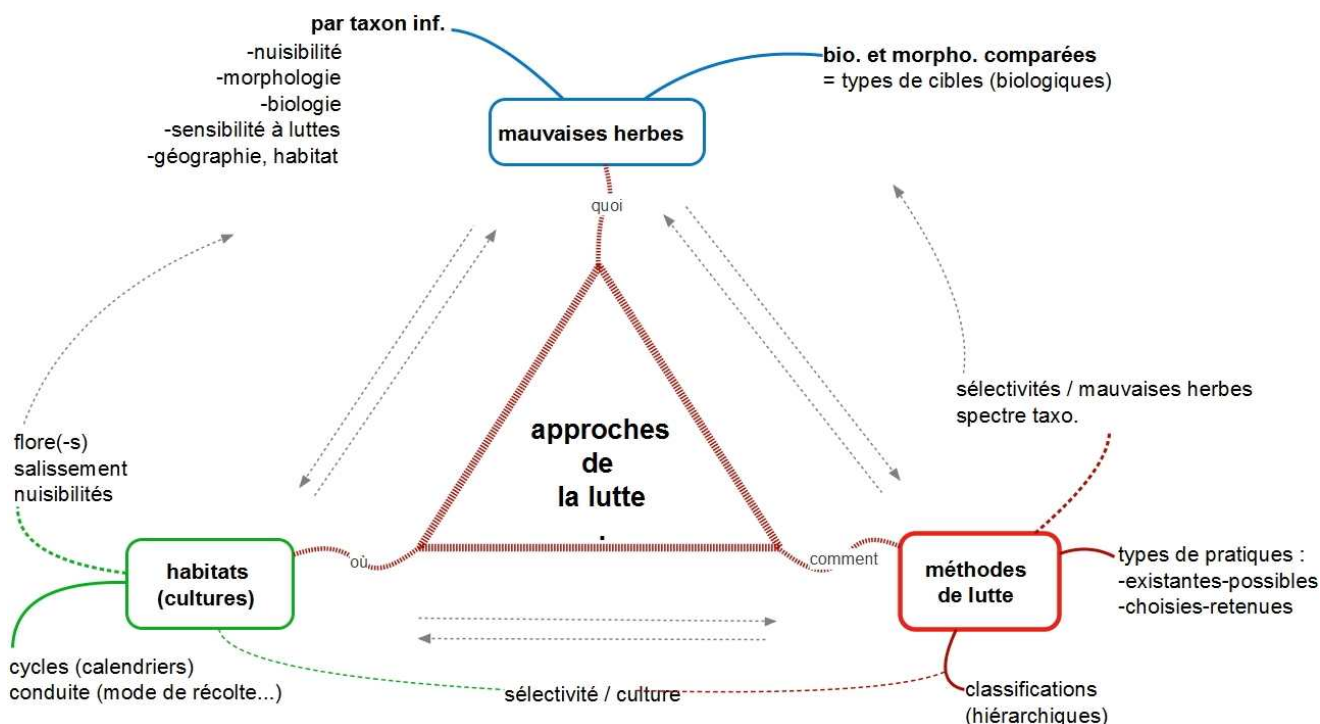 par taxon inf.
-nuisibilité
-morphologie
-biologie
-sensibilité à luttes
-géographie, habitat
bio. et morpho. comparées
= types de cibles (biologiques)
mauvaises herbes
quoi
approches
de
la lutte
.
sélectivités / mauvaises herbes
spectre taxo.
flore(-s)
salissement
nuisibilités
où
comment
habitats
(cultures)
méthodes
de lutte
types de pratiques :
-existantes-possibles
-choisies-retenues
cycles (calendriers)
conduite (mode de récolte...)
sélectivité / culture
classifications
(hiérarchiques)